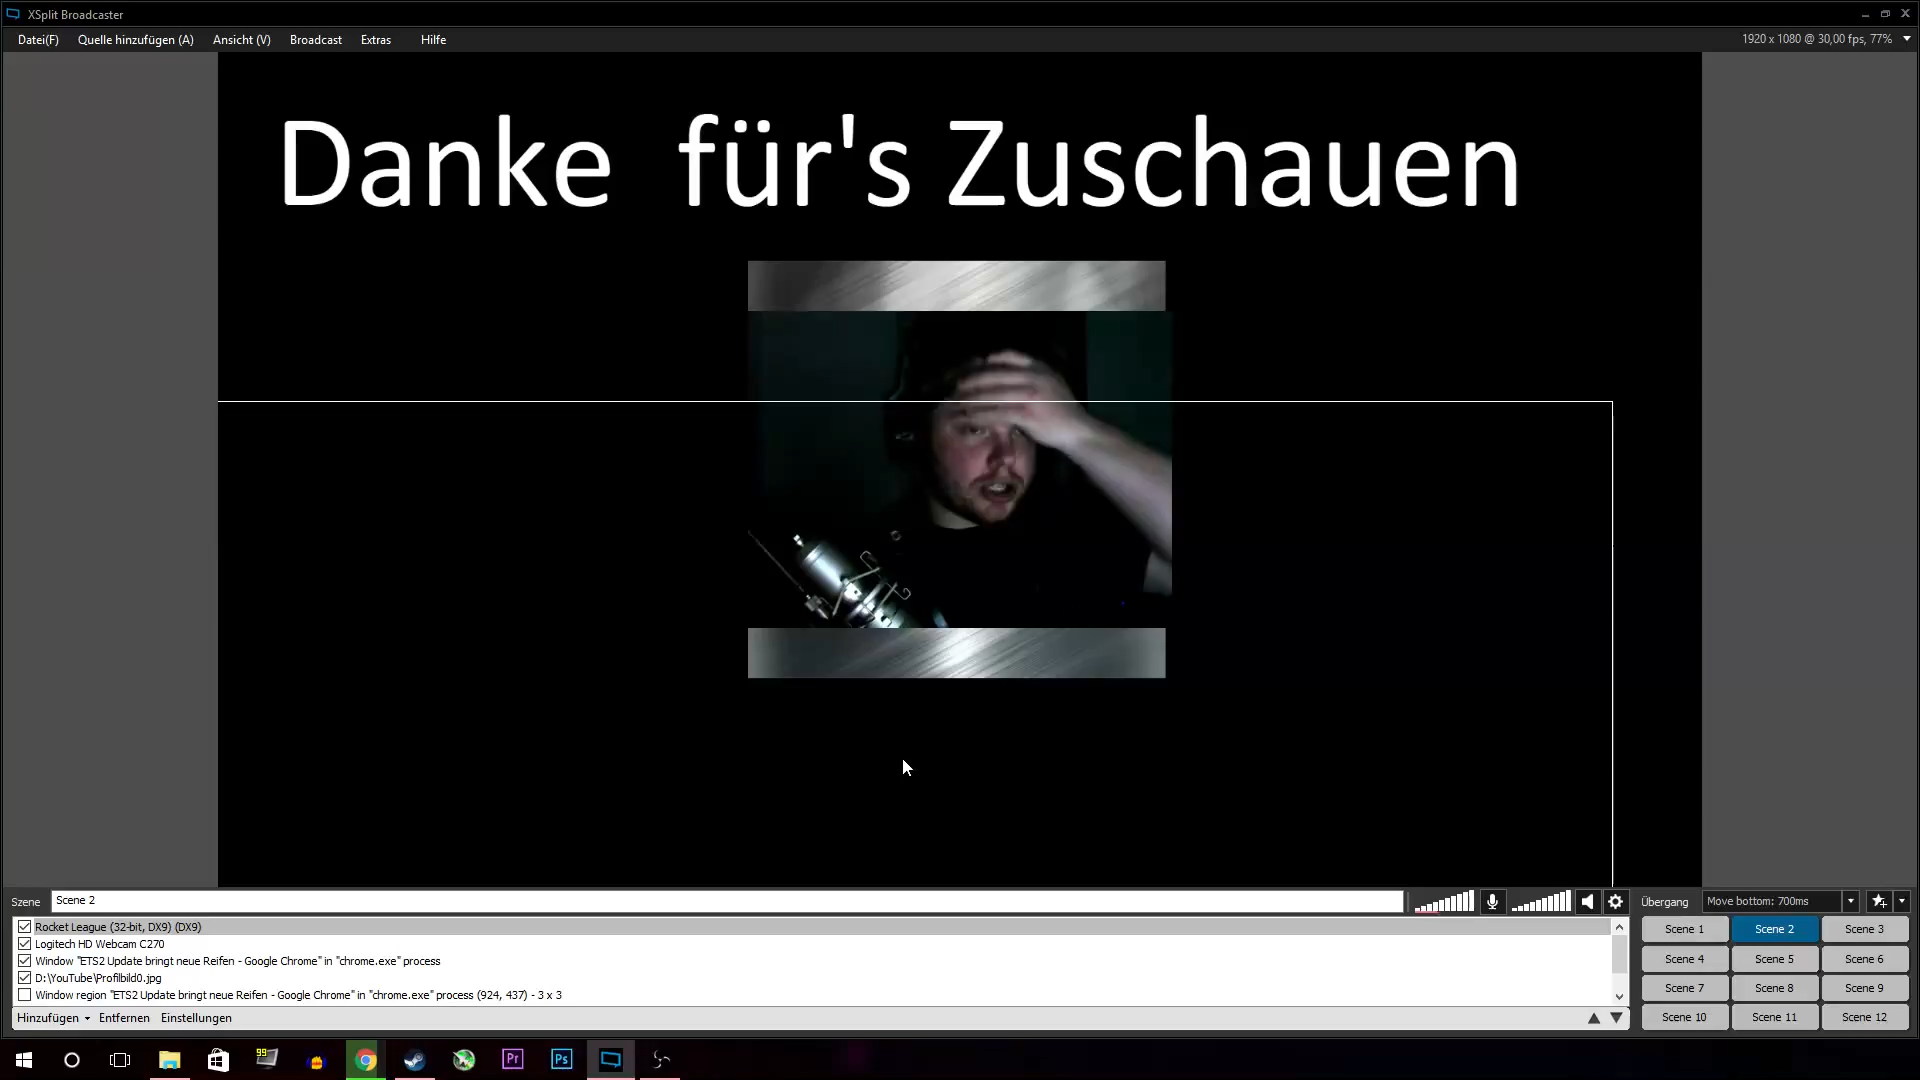 XSplit Broadcaster
Datei(F) Quelle hinzufügen (A) Ansicht (V) Broadcast Extras Hilfe 1920 x 1080 @ 30,00 fps, 77%
Danke für's Zuschauen
Szene Scene 2 Übergang Move bottom: 700ms
Rocket League (32-bit, DX9) (DX9)
Logitech HD Webcam C270
Window "ETS2 Update bringt neue Reifen - Google Chrome" in "chrome.exe" process
D:\YouTube\Profilbild0.jpg
Window region "ETS2 Update bringt neue Reifen - Google Chrome" in "chrome.exe" process (924, 437) - 3 x 3
Hinzufügen Entfernen Einstellungen
Scene 1 Scene 2 Scene 3
Scene 4 Scene 5 Scene 6
Scene 7 Scene 8 Scene 9
Scene 10 Scene 11 Scene 12
99 Pr Ps